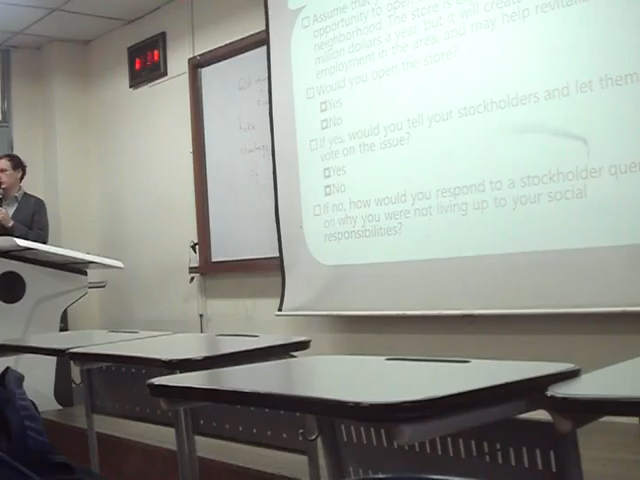 □ Assume that
opportunity to open
neighborhood. The store is
million dollars a year, but it will create
employment in the area, and may help revitali
□ Would you open the store?
□ Yes
□ No
□ If yes, would you tell your stockholders and let them
vote on the issue?
□ Yes
□ No
□ If no, how would you respond to a stockholder que
on why you were not living up to your social
responsibilities?